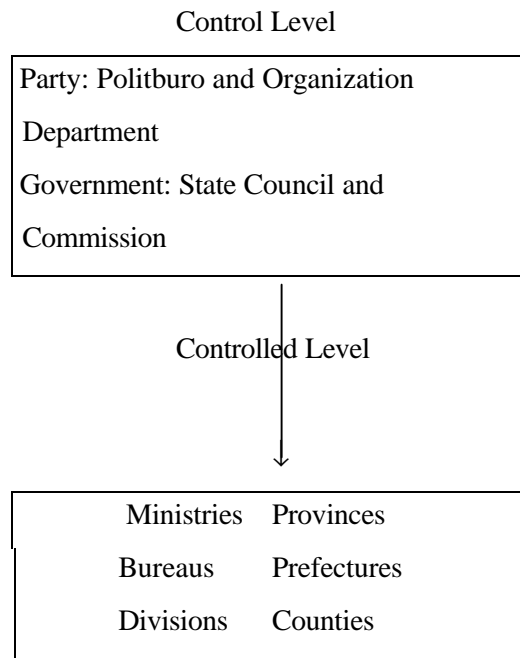 Control Level
Party: Politburo and Organization
Department
Government: State Council and
Commission
Controlled Level
Ministries Provinces
Bureaus Prefectures
Divisions Counties